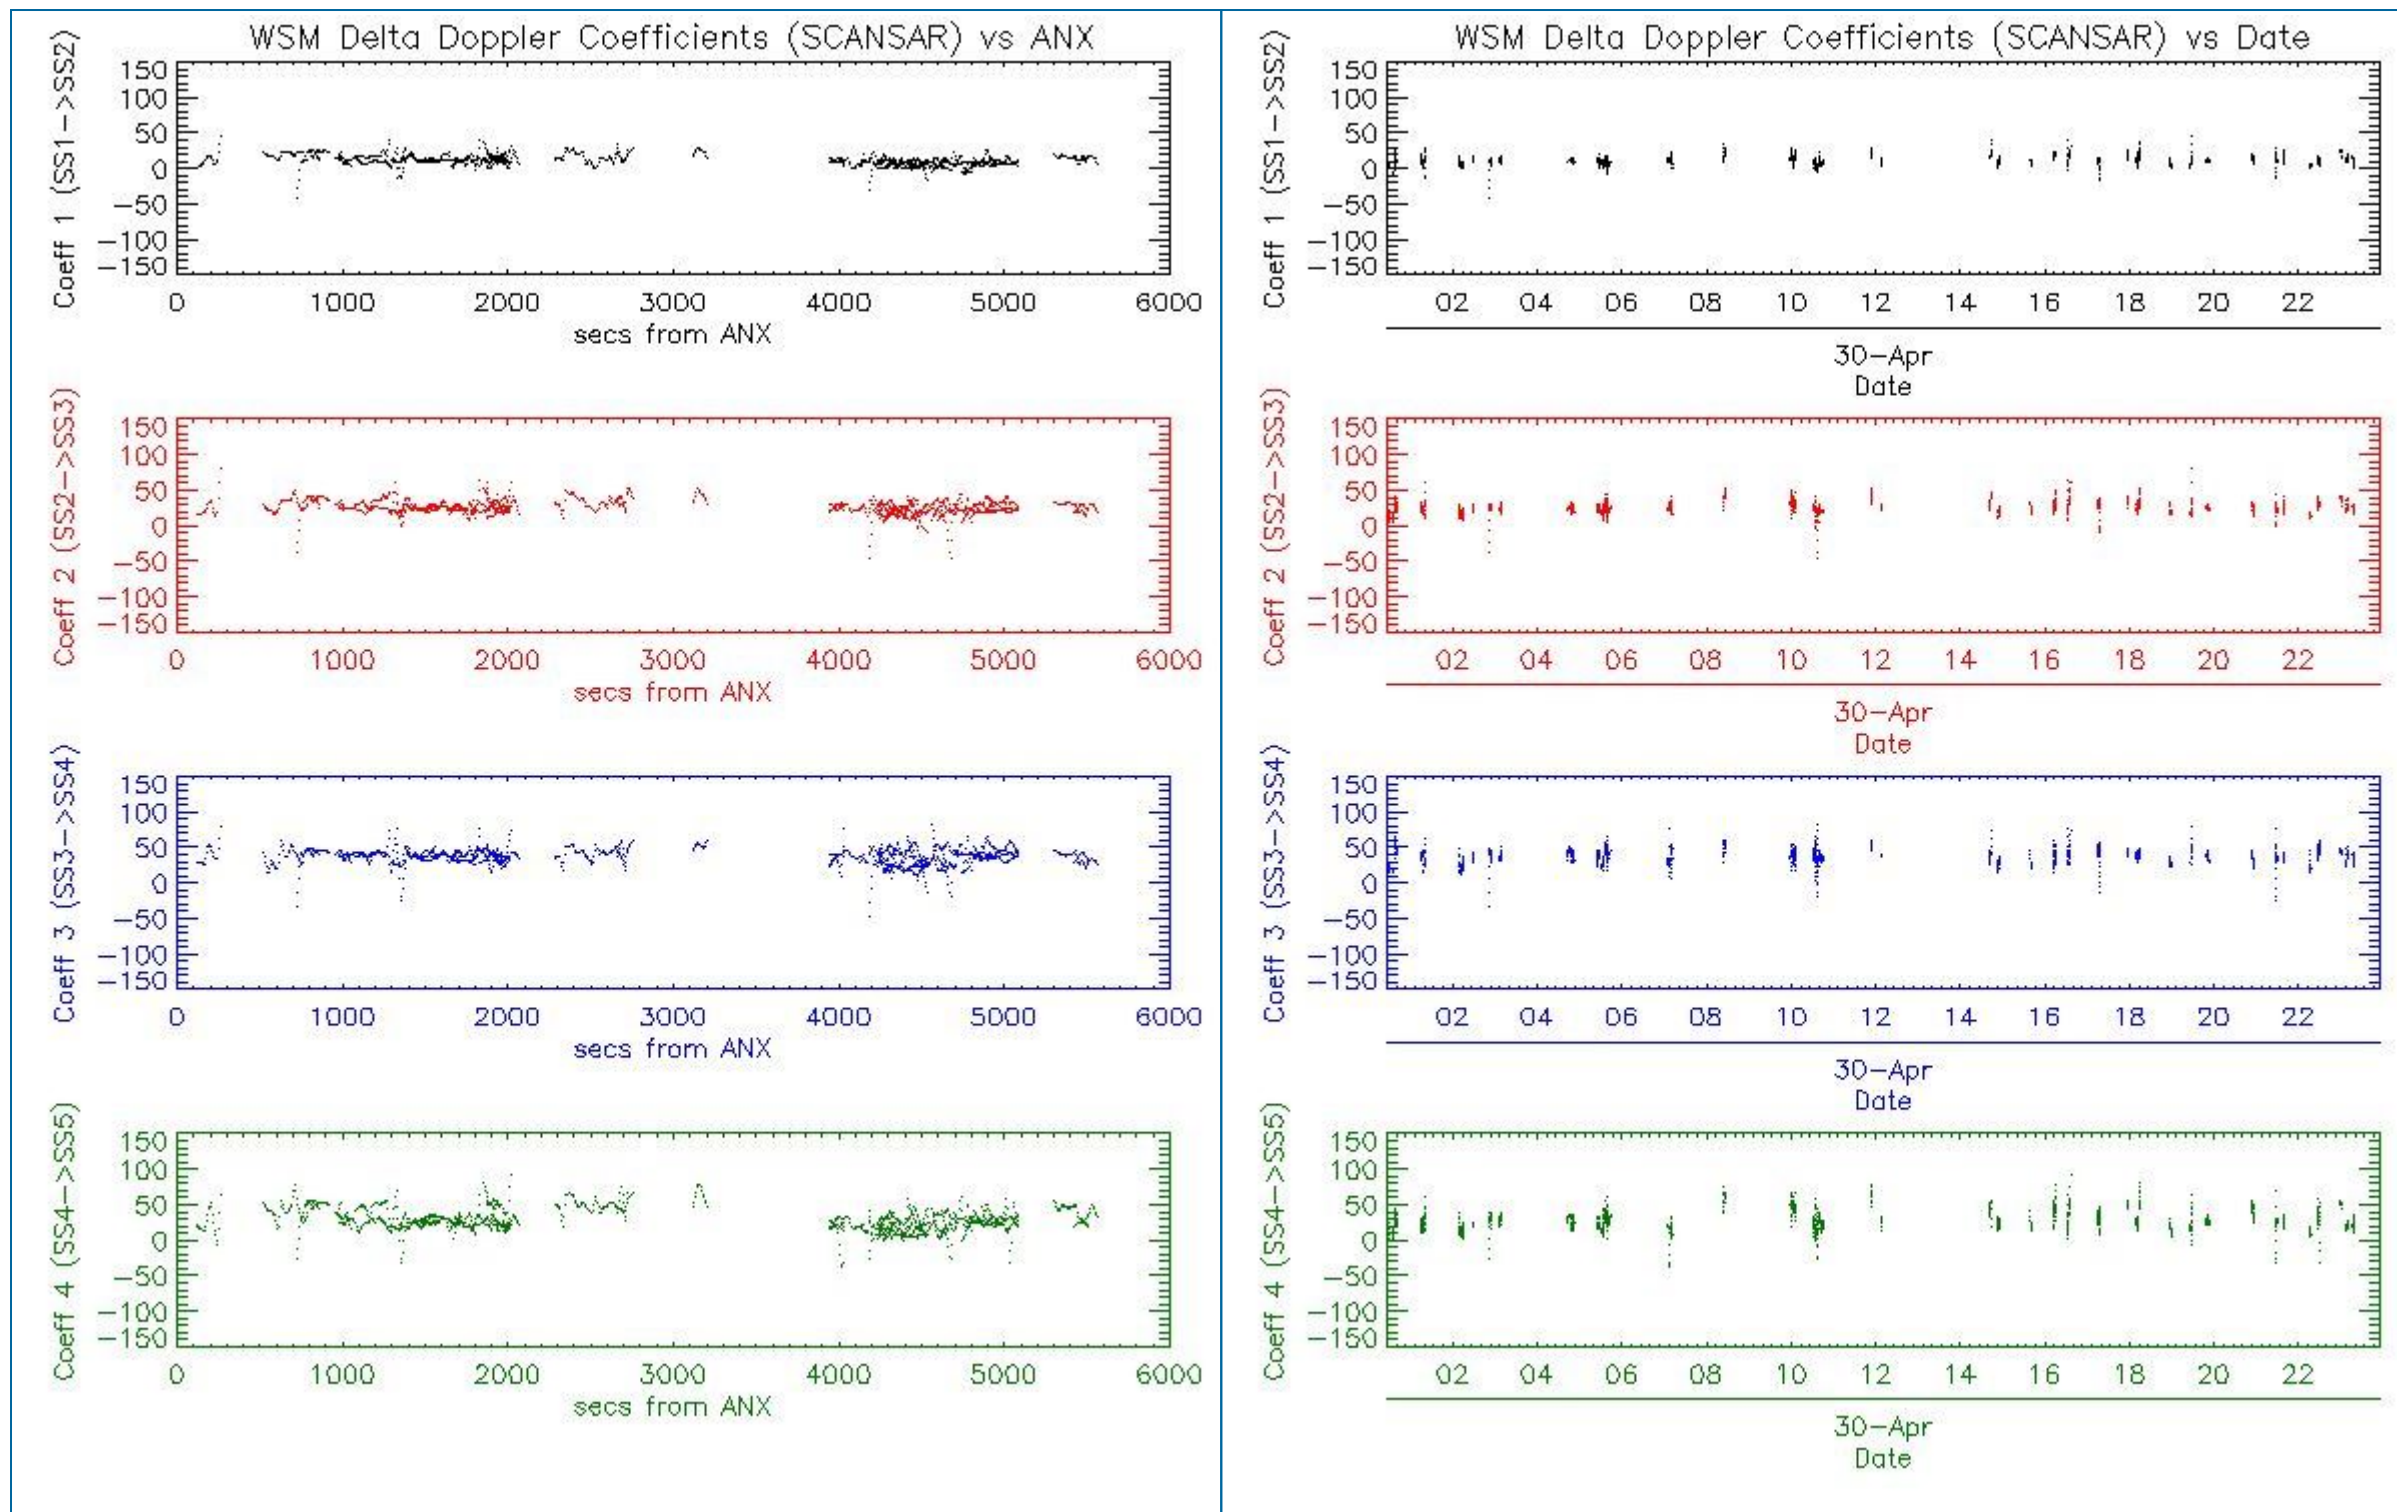 WSM Delta Doppler Coefficients (SCANSAR) vs ANX
Coeff 1 (SS1->SS2)
150
100
50
0
-50
-100
-150
0 1000 2000 3000 4000 5000 6000
secs from ANX
Coeff 2 (SS2->SS3)
150
100
50
0
-50
-100
-150
0 1000 2000 3000 4000 5000 6000
secs from ANX
Coeff 3 (SS3->SS4)
150
100
50
0
-50
-100
-150
0 1000 2000 3000 4000 5000 6000
secs from ANX
Coeff 4 (SS4->SS5)
150
100
50
0
-50
-100
-150
0 1000 2000 3000 4000 5000 6000
secs from ANX
WSM Delta Doppler Coefficients (SCANSAR) vs Date
Coeff 1 (SS1->SS2)
150
100
50
0
-50
-100
-150
02 04 06 08 10 12 14 16 18 20 22
30-Apr
Date
Coeff 2 (SS2->SS3)
150
100
50
0
-50
-100
-150
02 04 06 08 10 12 14 16 18 20 22
30-Apr
Date
Coeff 3 (SS3->SS4)
150
100
50
0
-50
-100
-150
02 04 06 08 10 12 14 16 18 20 22
30-Apr
Date
Coeff 4 (SS4->SS5)
150
100
50
0
-50
-100
-150
02 04 06 08 10 12 14 16 18 20 22
30-Apr
Date